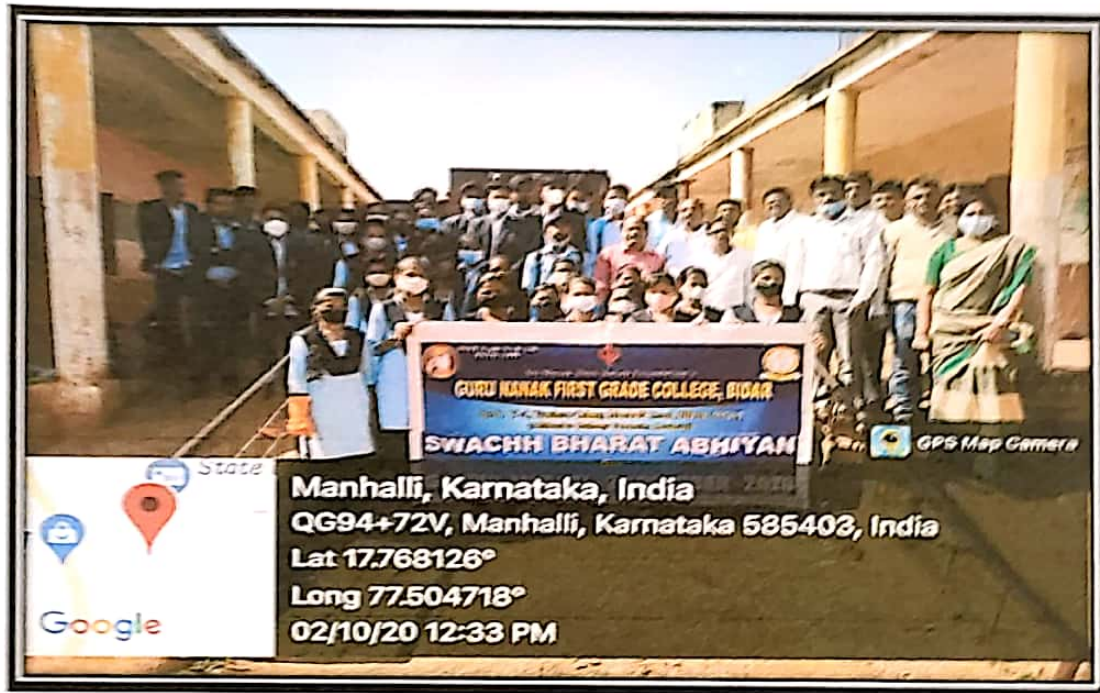 GURU NANAK FIRST GRADE COLLEGE, BIDAR
SWACHH BHARAT ABHIYAN
GPS Map Camera
State
Google
Manhalli, Karnataka, India
QG94+72V, Manhalli, Karnataka 585403, India
Lat 17.768126°
Long 77.504718°
02/10/20 12:33 PM